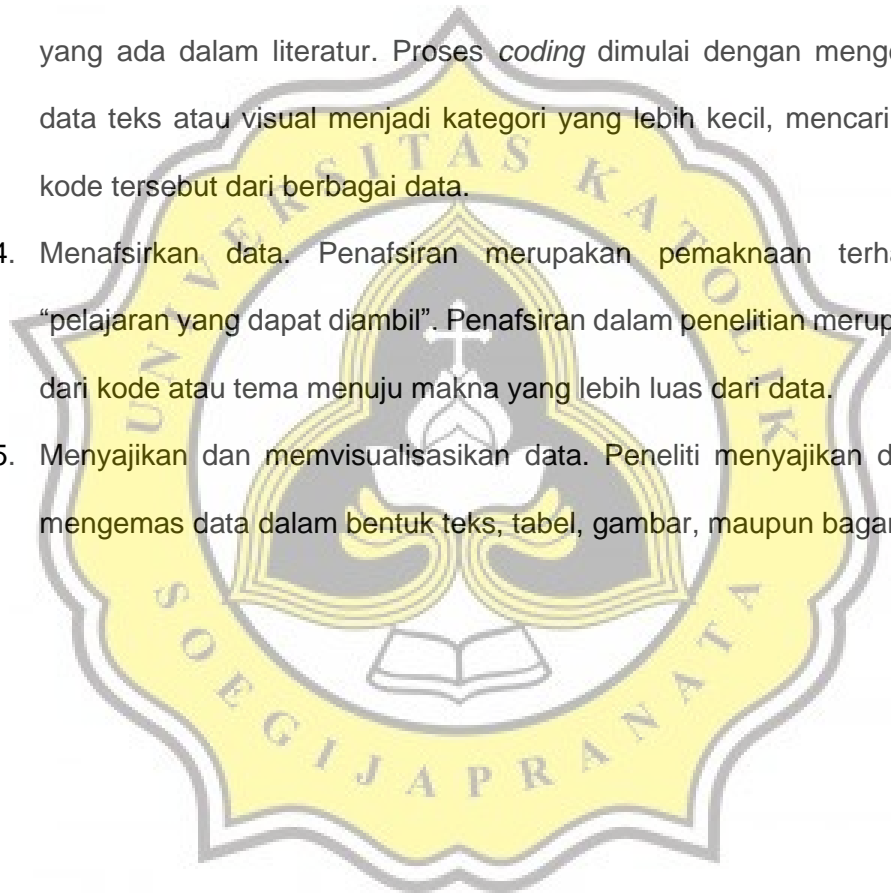 yang ada dalam literatur. Proses coding dimulai dengan
data teks atau visual menjadi kategori yang lebih kecil, mencari
kode tersebut dari berbagai data.
4. Menafsirkan data. Penafsiran merupakan pemaknaan
“pelajaran yang dapat diambil”. Penafsiran dalam penelitian
dari kode atau tema menuju makna yang lebih luas dari data.
5. Menyajikan dan memvisualisasikan data. Peneliti menyajikan
mengemas data dalam bentuk teks, tabel, gambar, maupun bagan
UNIVERSITAS KATOLIK
SOEGIJAPRANATA